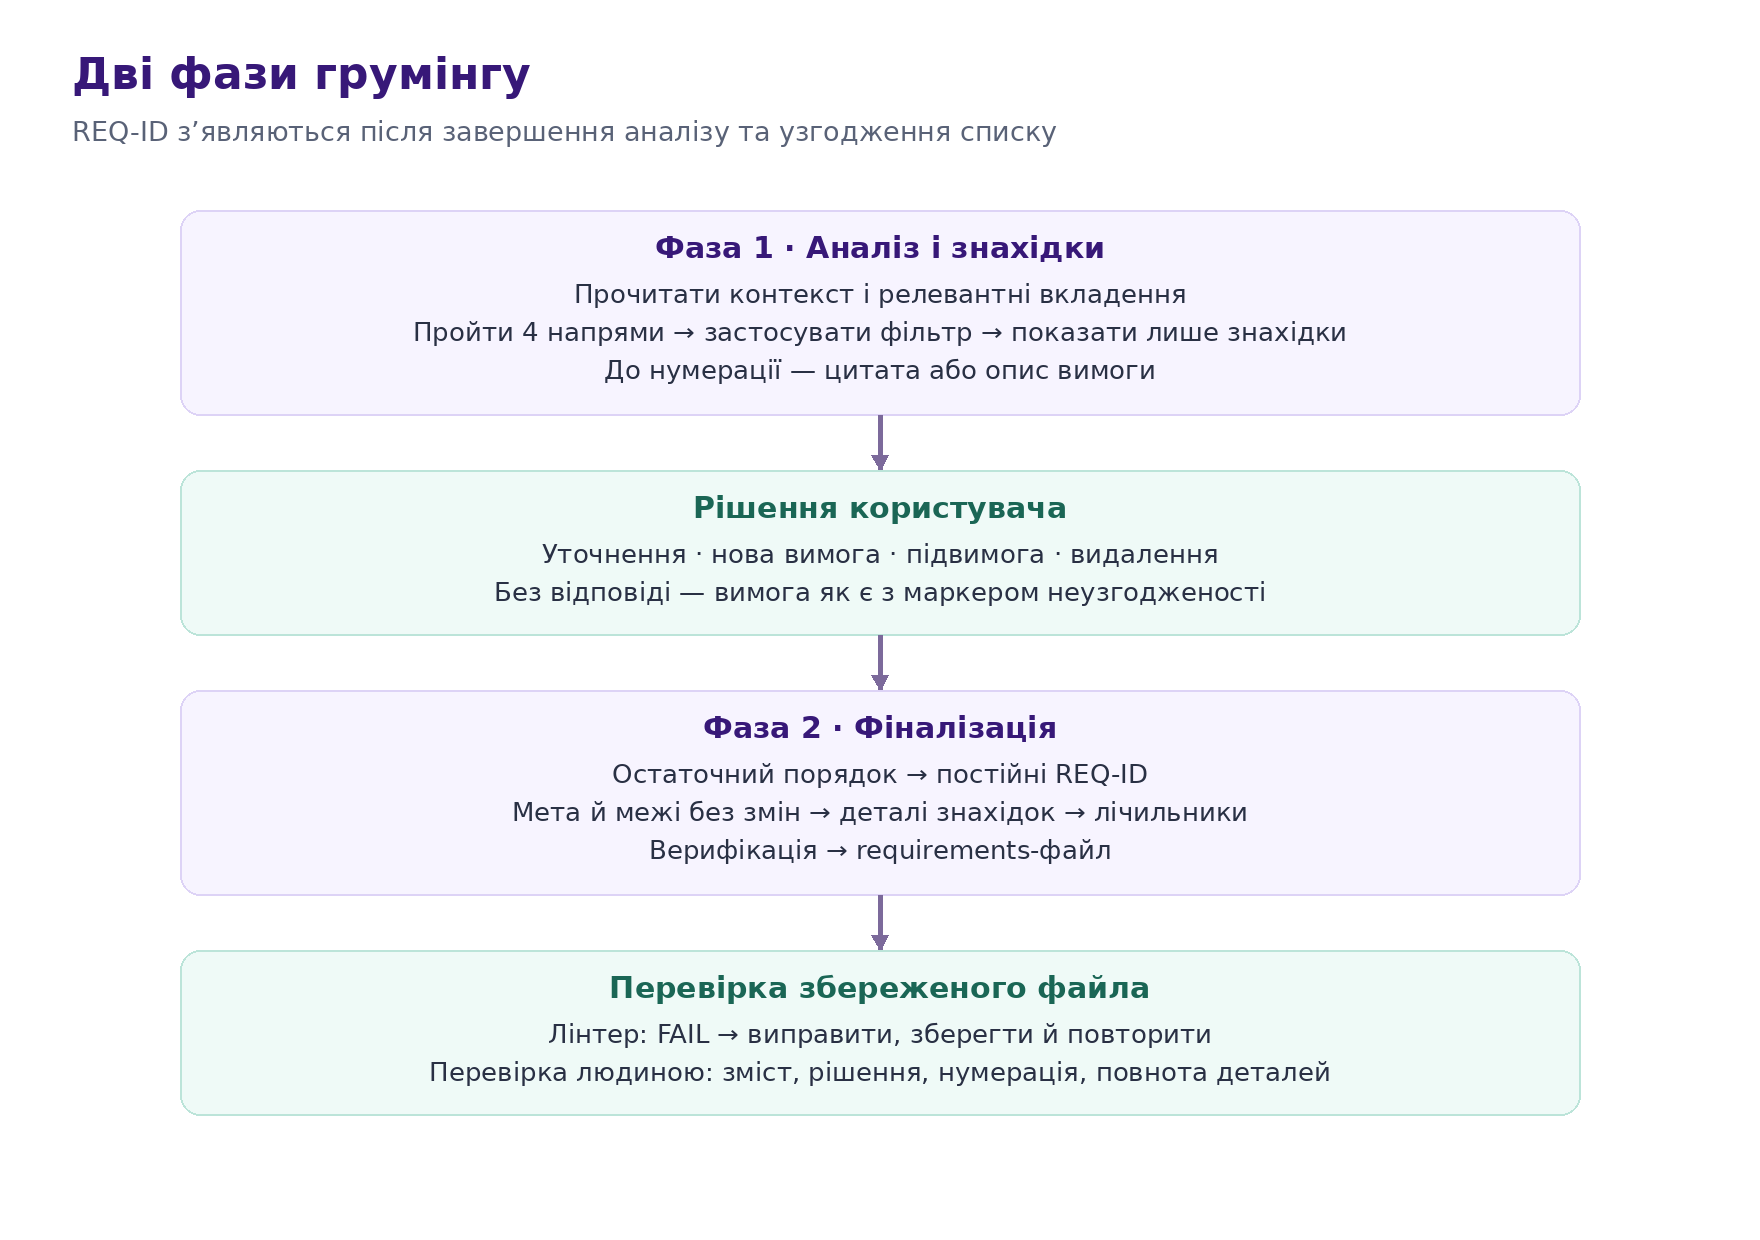 Дві фази грумінгу
REQ-ID з’являються після завершення аналізу та узгодження списку
Фаза 1 · Аналіз і знахідки
Прочитати контекст і релевантні вкладення
Пройти 4 напрями → застосувати фільтр → показати лише знахідки
До нумерації — цитата або опис вимоги
Рішення користувача
Уточнення · нова вимога · підвимога · видалення
Без відповіді — вимога як є з маркером неузгодженості
Фаза 2 · Фіналізація
Остаточний порядок → постійні REQ-ID
Мета й межі без змін → деталі знахідок → лічильники
Верифікація → requirements-файл
Перевірка збереженого файла
Лінтер: FAIL → виправити, зберегти й повторити
Перевірка людиною: зміст, рішення, нумерація, повнота деталей